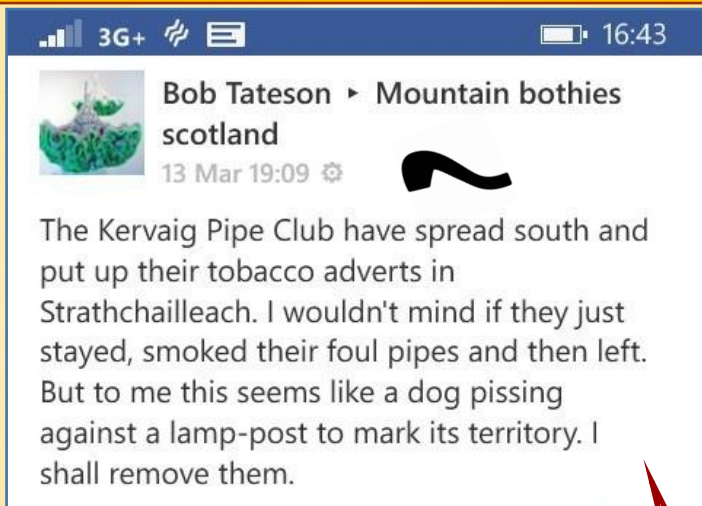 3G+ 16:43
Bob Tateson ▸ Mountain bothies
scotland
13 Mar 19:09
The Kervaig Pipe Club have spread south and
put up their tobacco adverts in
Strathchailleach. I wouldn't mind if they just
stayed, smoked their foul pipes and then left.
But to me this seems like a dog pissing
against a lamp-post to mark its territory. I
shall remove them.